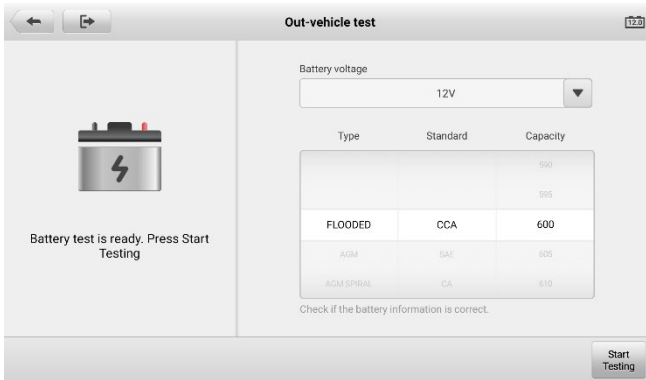 Out-vehicle test
12.0
Battery voltage
12V
Type Standard Capacity
590
595
FLOODED CCA 600
AGM SAE 605
AGM SPIRAL CA 610
Check if the battery information is correct.
Battery test is ready. Press Start
Testing
Start
Testing